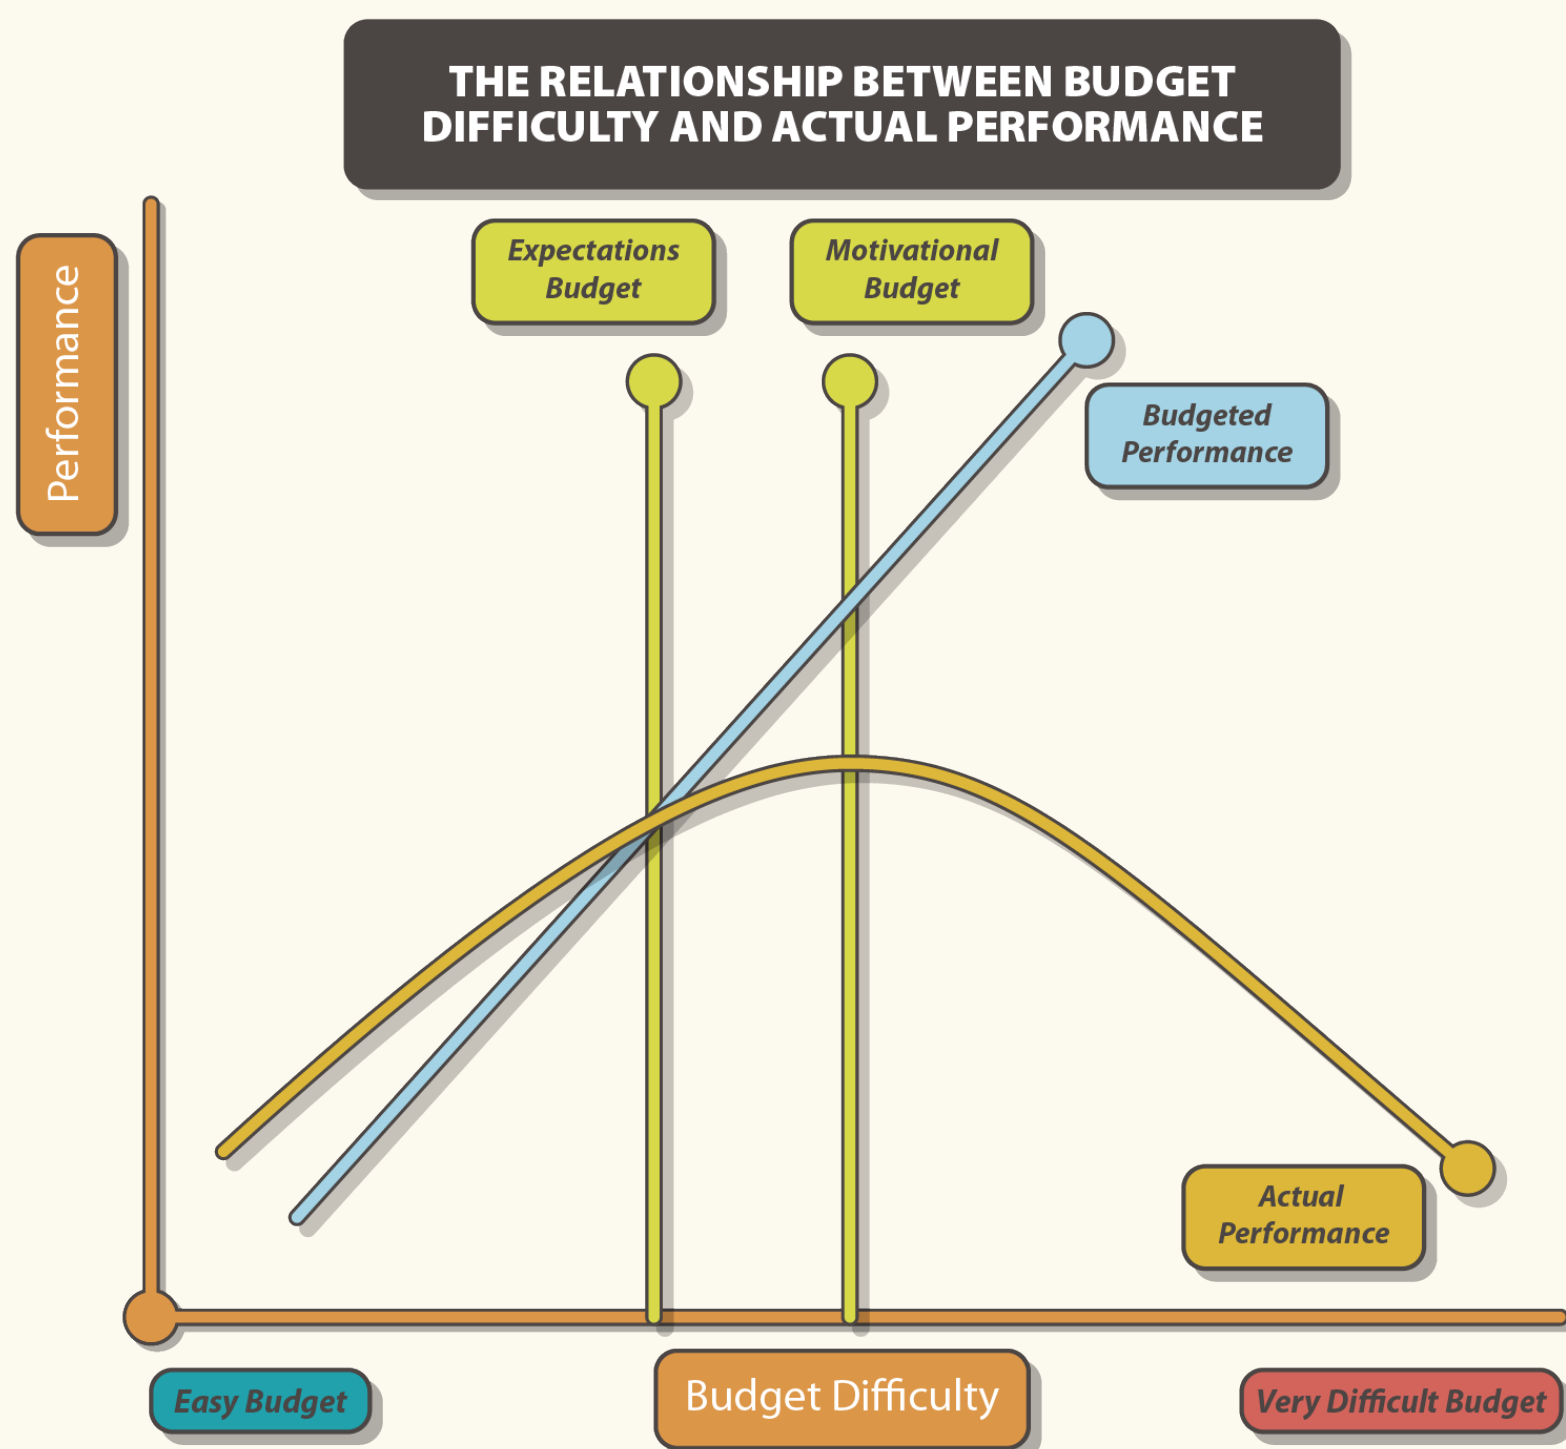 THE RELATIONSHIP BETWEEN BUDGET
DIFFICULTY AND ACTUAL PERFORMANCE
Performance
Expectations
Budget
Motivational
Budget
Budgeted
Performance
Actual
Performance
Easy Budget
Budget Difficulty
Very Difficult Budget